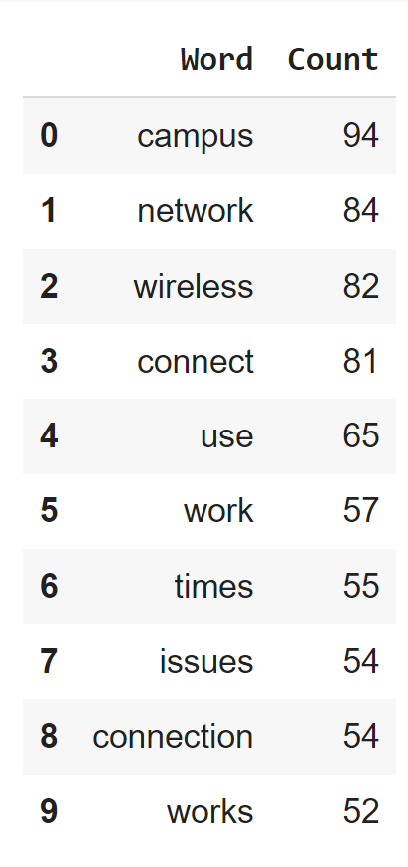 Word Count
0 campus 94
1 network 84
2 wireless 82
3 connect 81
4 use 65
5 work 57
6 times 55
7 issues 54
8 connection 54
9 works 52